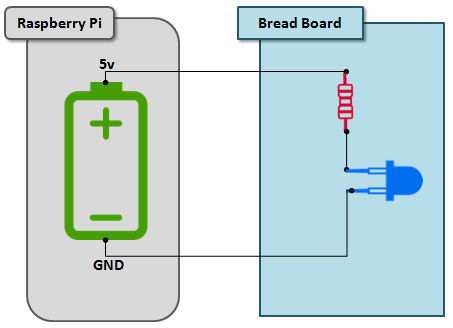 Raspberry Pi
Bread Board
5v
GND